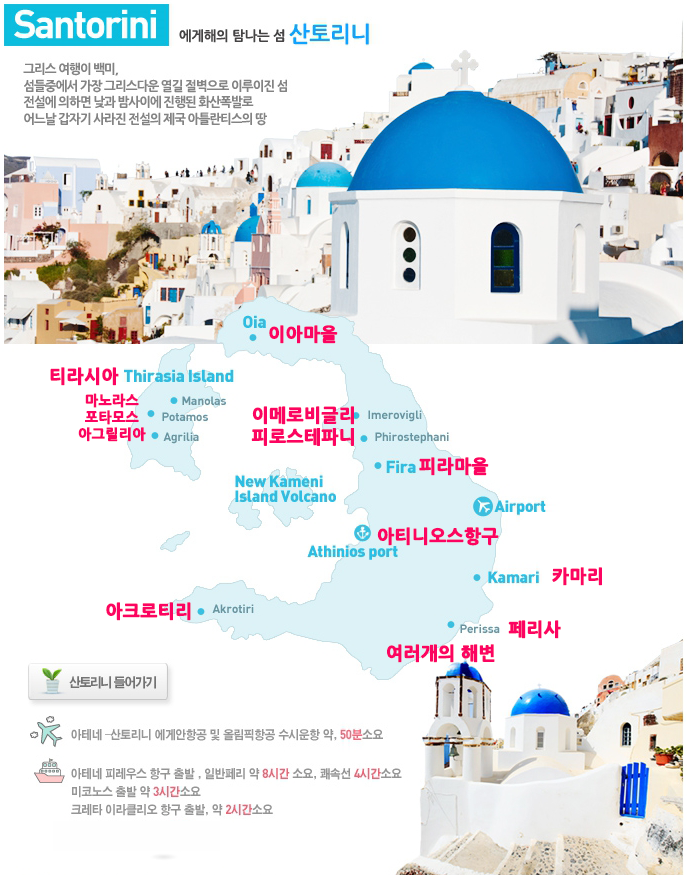 Santorini 에게해의 탐나는 섬 산토리니
그리스 여행이 백미,
섬들중에서 가장 그리스다운 열길 절벽으로 이루이진 섬
전설에 의하면 낮과 밤사이에 진행된 화산폭발로
어느날 갑자기 사라진 전설의 제국 아틀란티스의 땅
Oia 이아마을
티라시아 Thirasia Island
마노라스 Manolas
포타모스 Potamos
아그릴리아 Agrilia
이메로비글리 Imerovigli
피로스테파니 Phirostephani
Fira 피라마을
New Kameni
Island Volcano
Airport
아티니오스항구
Athinios port
Kamari 카마리
아크로티리 Akrotiri
Perissa 페리사
여러개의 해변
산토리니 들어가기
아테네 –산토리니 에게안항공 및 올림픽항공 수시운항 약, 50분소요
아테네 피레우스 항구 출발 , 일반페리 약 8시간 소요, 쾌속선 4시간소요
미코노스 출발 약 3시간소요
크레타 이라클리오 항구 출발, 약 2시간소요